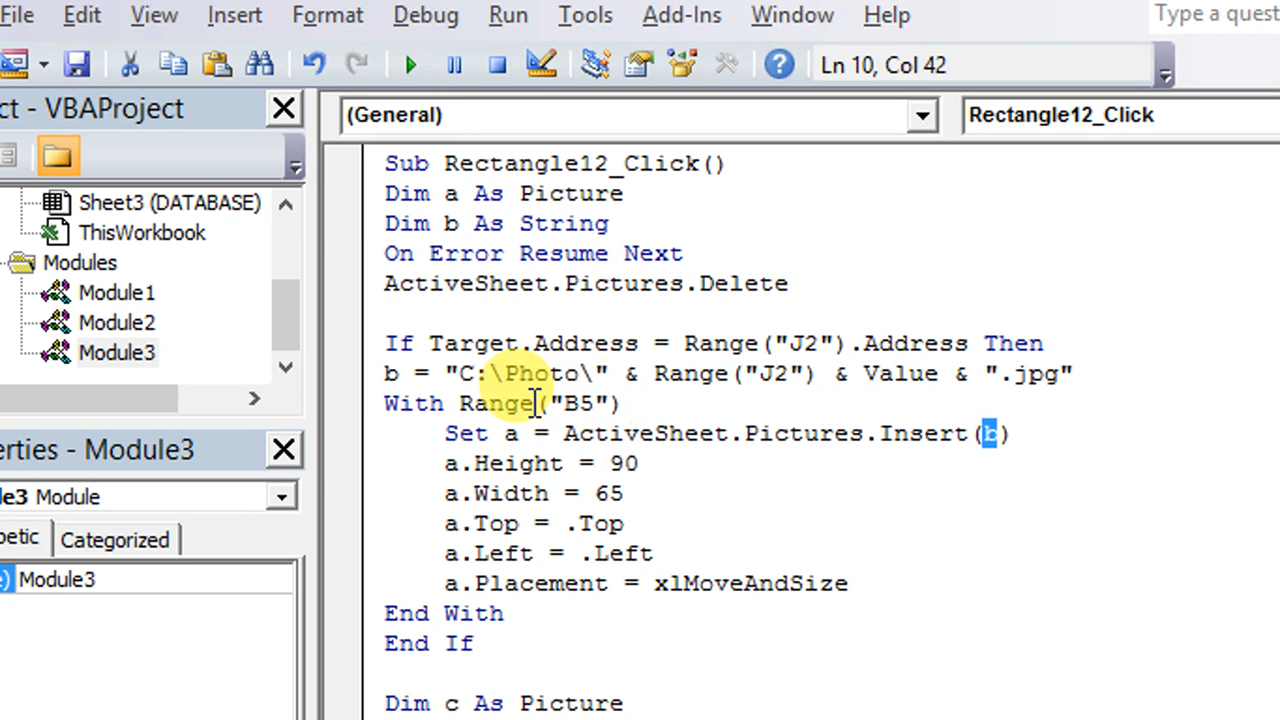 File Edit View Insert Format Debug Run Tools Add-Ins Window Help Type a quest
Ln 10, Col 42
ct - VBAProject
(General) Rectangle12_Click
Sheet3 (DATABASE)
ThisWorkbook
Modules
Module1
Module2
Module3
erties - Module3
le3 Module
etic Categorized
e) Module3
Sub Rectangle12_Click()
Dim a As Picture
Dim b As String
On Error Resume Next
ActiveSheet.Pictures.Delete
If Target.Address = Range("J2").Address Then
b = "C:\Photo\" & Range("J2") & Value & ".jpg"
With Range("B5")
Set a = ActiveSheet.Pictures.Insert(b)
a.Height = 90
a.Width = 65
a.Top = .Top
a.Left = .Left
a.Placement = xlMoveAndSize
End With
End If
Dim c As Picture